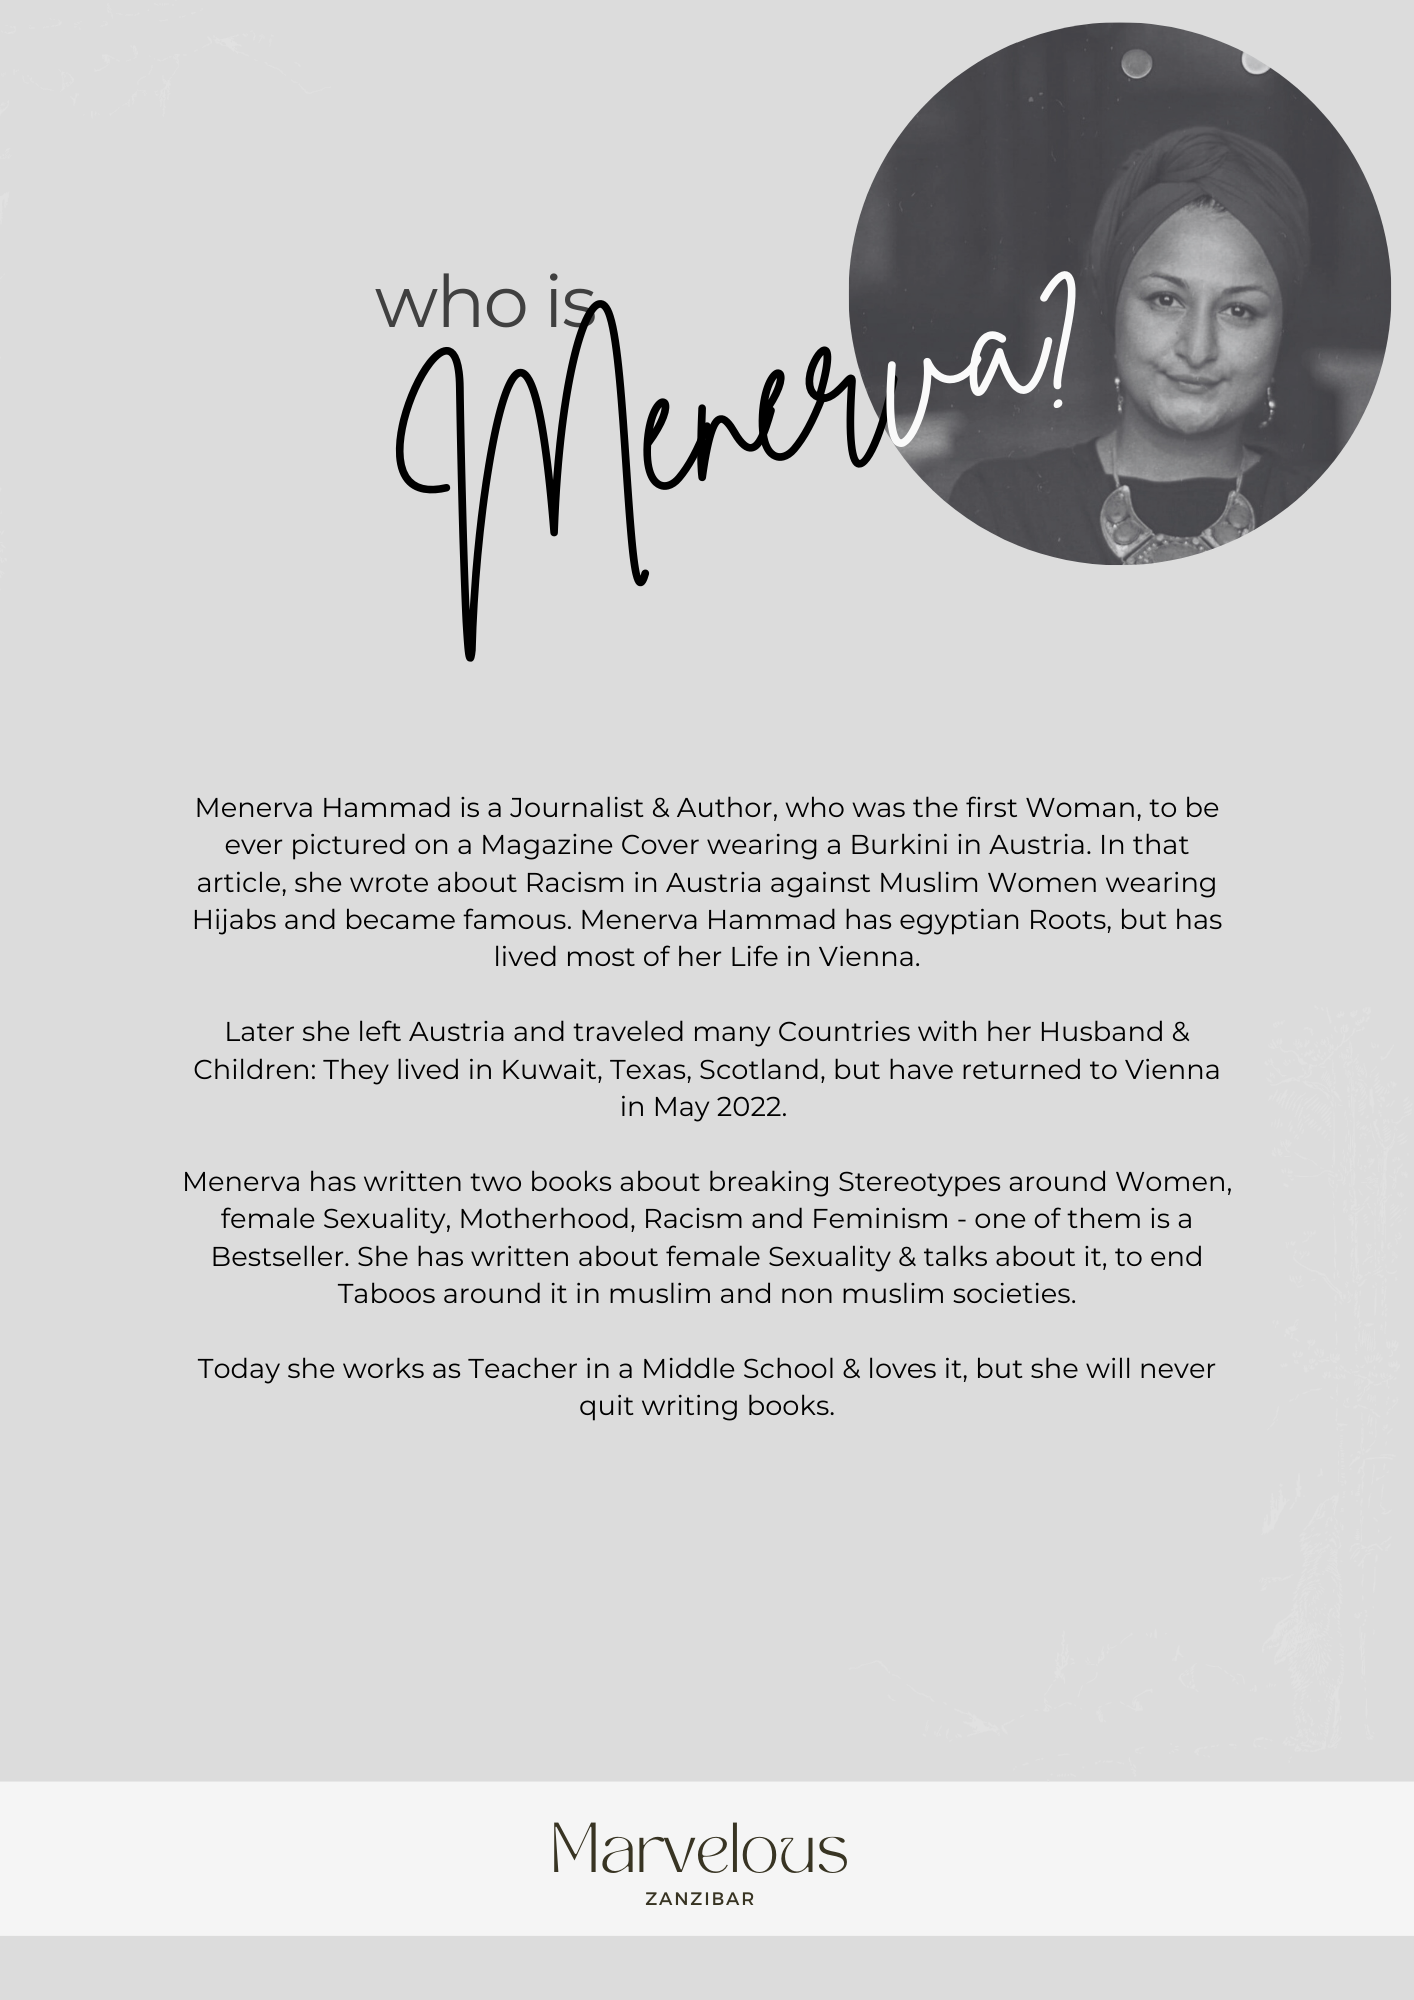 who is
Menerva?
Menerva Hammad is a Journalist & Author, who was the first Woman, to be
ever pictured on a Magazine Cover wearing a Burkini in Austria. In that
article, she wrote about Racism in Austria against Muslim Women wearing
Hijabs and became famous. Menerva Hammad has egyptian Roots, but has
lived most of her Life in Vienna.
Later she left Austria and traveled many Countries with her Husband &
Children: They lived in Kuwait, Texas, Scotland, but have returned to Vienna
in May 2022.
Menerva has written two books about breaking Stereotypes around Women,
female Sexuality, Motherhood, Racism and Feminism - one of them is a
Bestseller. She has written about female Sexuality & talks about it, to end
Taboos around it in muslim and non muslim societies.
Today she works as Teacher in a Middle School & loves it, but she will never
quit writing books.
Marvelous
ZANZIBAR